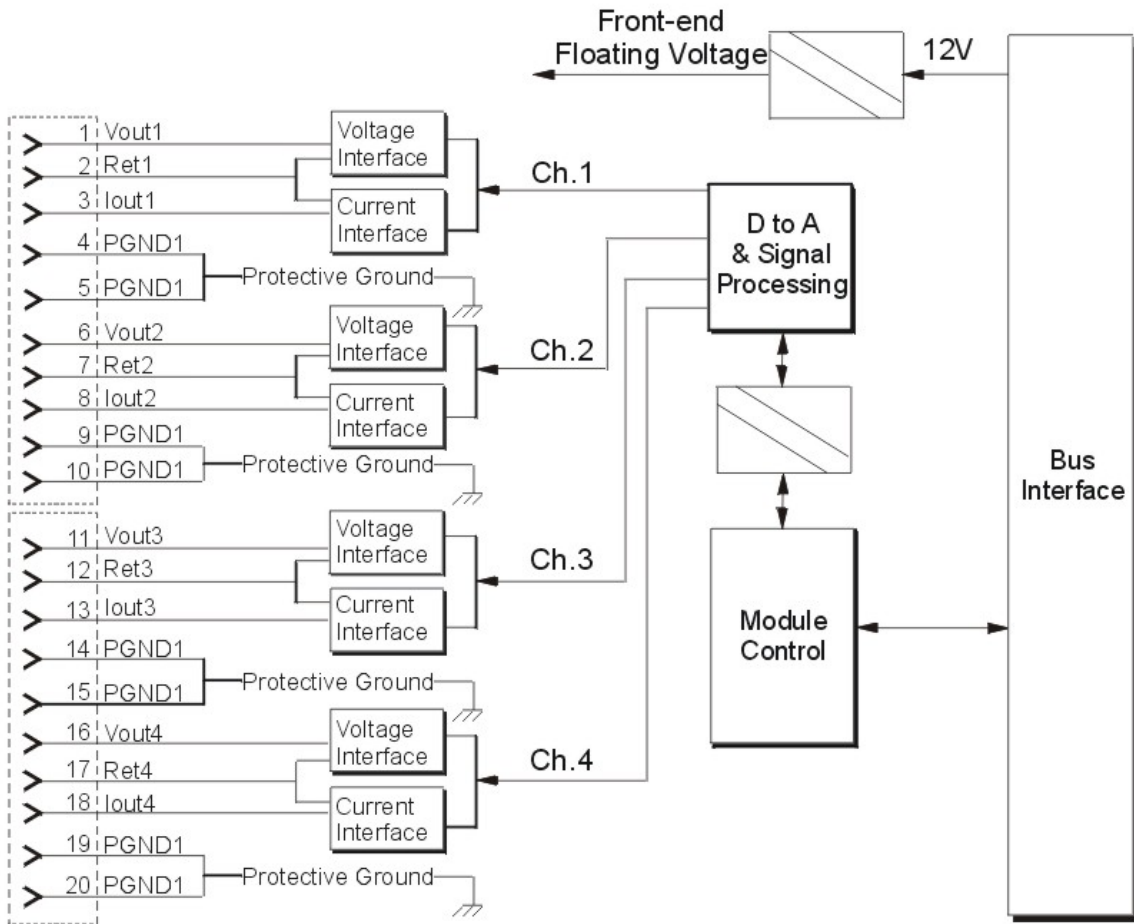 Front-end
Floating Voltage
12V
1 Vout1
2 Ret1
3 Iout1
4 PGND1
5 PGND1
Voltage
Interface
Current
Interface
Ch.1
Protective Ground
6 Vout2
7 Ret2
8 Iout2
9 PGND1
10 PGND1
Voltage
Interface
Current
Interface
Ch.2
Protective Ground
11 Vout3
12 Ret3
13 Iout3
14 PGND1
15 PGND1
Voltage
Interface
Current
Interface
Ch.3
Protective Ground
16 Vout4
17 Ret4
18 Iout4
19 PGND1
20 PGND1
Voltage
Interface
Current
Interface
Ch.4
Protective Ground
D to A
& Signal
Processing
Module
Control
Bus
Interface